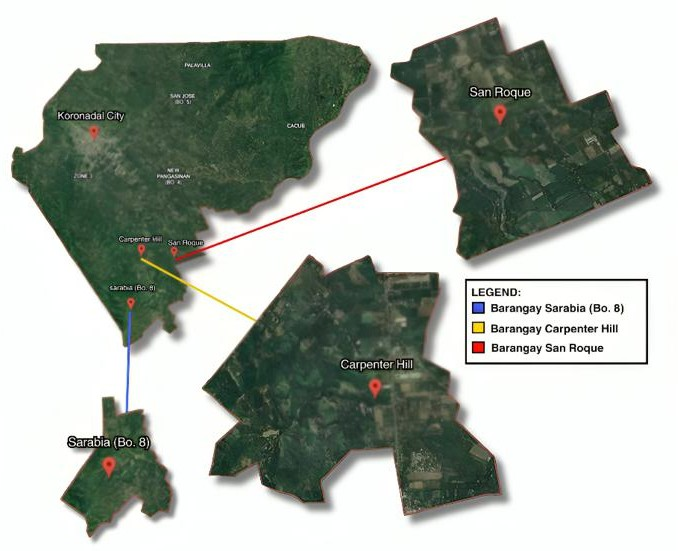 PALAVILLA
SAN JOSE
(BO. 5)
Koronadal City
CACUB
ZONE 3
NEW
PANGASINAN
(BO. 4)
Carpenter Hill
San Roque
sarabia (Bo. 8)
San Roque
LEGEND:
Barangay Sarabia (Bo. 8)
Barangay Carpenter Hill
Barangay San Roque
Carpenter Hill
Sarabia (Bo. 8)